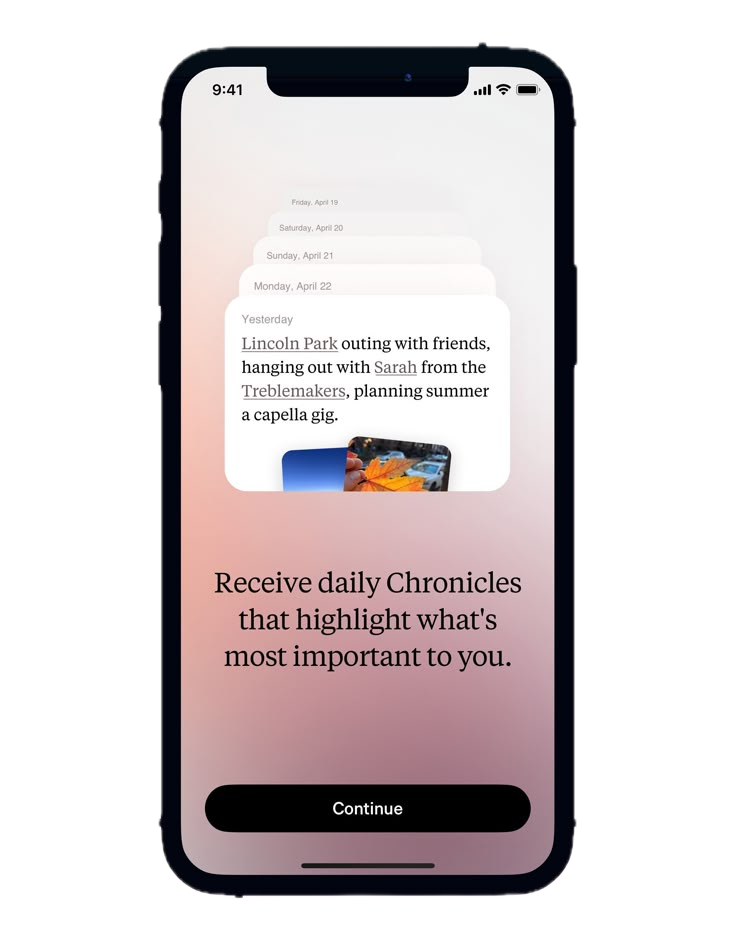 9:41
Friday, April 19
Saturday, April 20
Sunday, April 21
Monday, April 22
Yesterday
Lincoln Park outing with friends,
hanging out with Sarah from the
Treblemakers, planning summer
a capella gig.
Receive daily Chronicles
that highlight what's
most important to you.
Continue